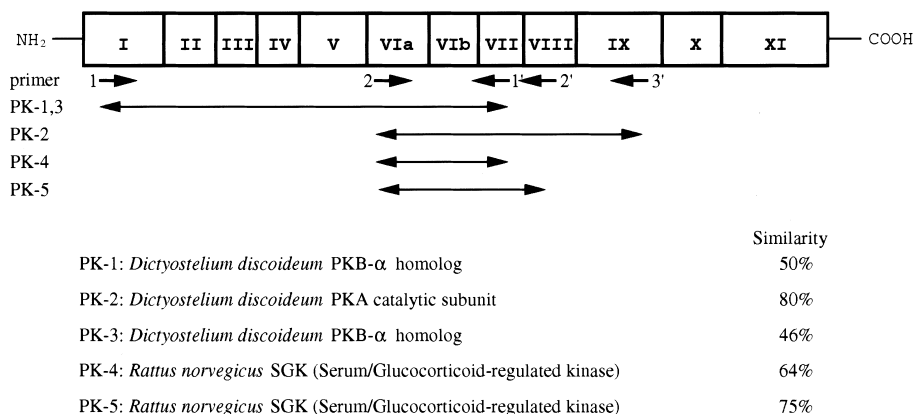 NH₂ I II III IV V VIa VIb VII VIII IX X XI COOH
primer 1 2 1' 2' 3'
PK-1,3
PK-2
PK-4
PK-5
Similarity
PK-1: Dictyostelium discoideum PKB-α homolog 50%
PK-2: Dictyostelium discoideum PKA catalytic subunit 80%
PK-3: Dictyostelium discoideum PKB-α homolog 46%
PK-4: Rattus norvegicus SGK (Serum/Glucocorticoid-regulated kinase) 64%
PK-5: Rattus norvegicus SGK (Serum/Glucocorticoid-regulated kinase) 75%